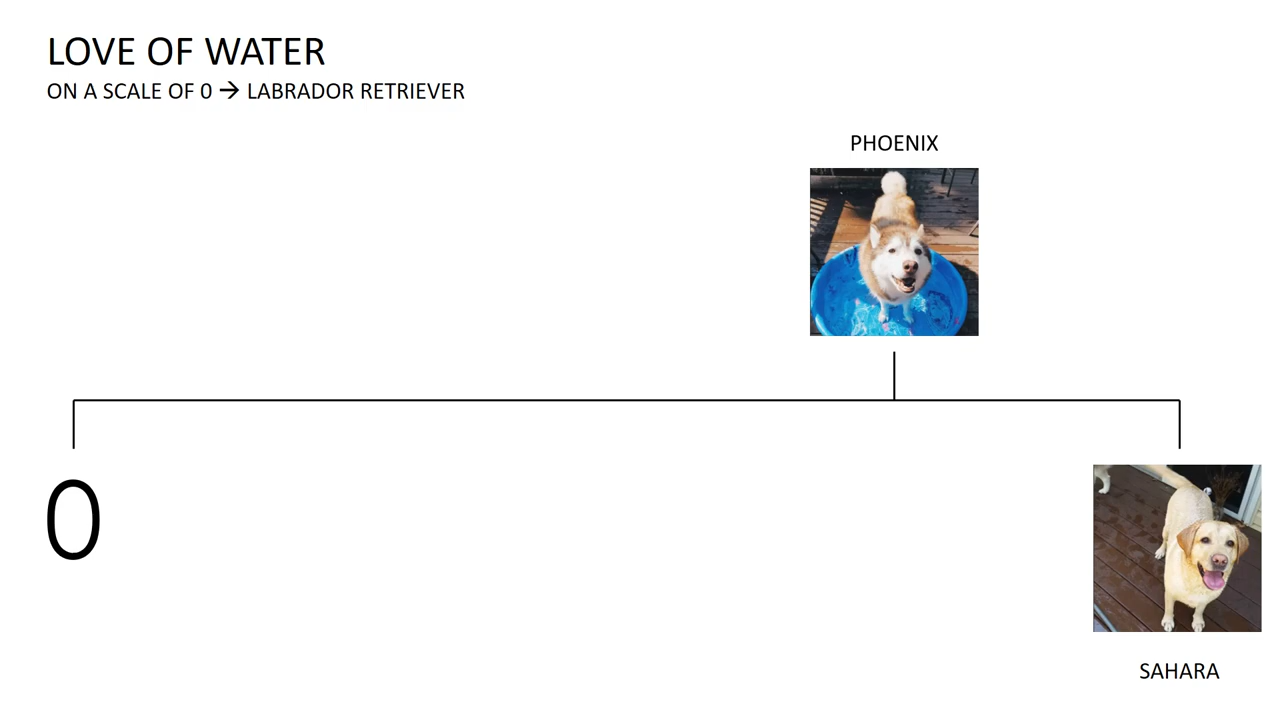 LOVE OF WATER
ON A SCALE OF 0 → LABRADOR RETRIEVER
PHOENIX
0
SAHARA